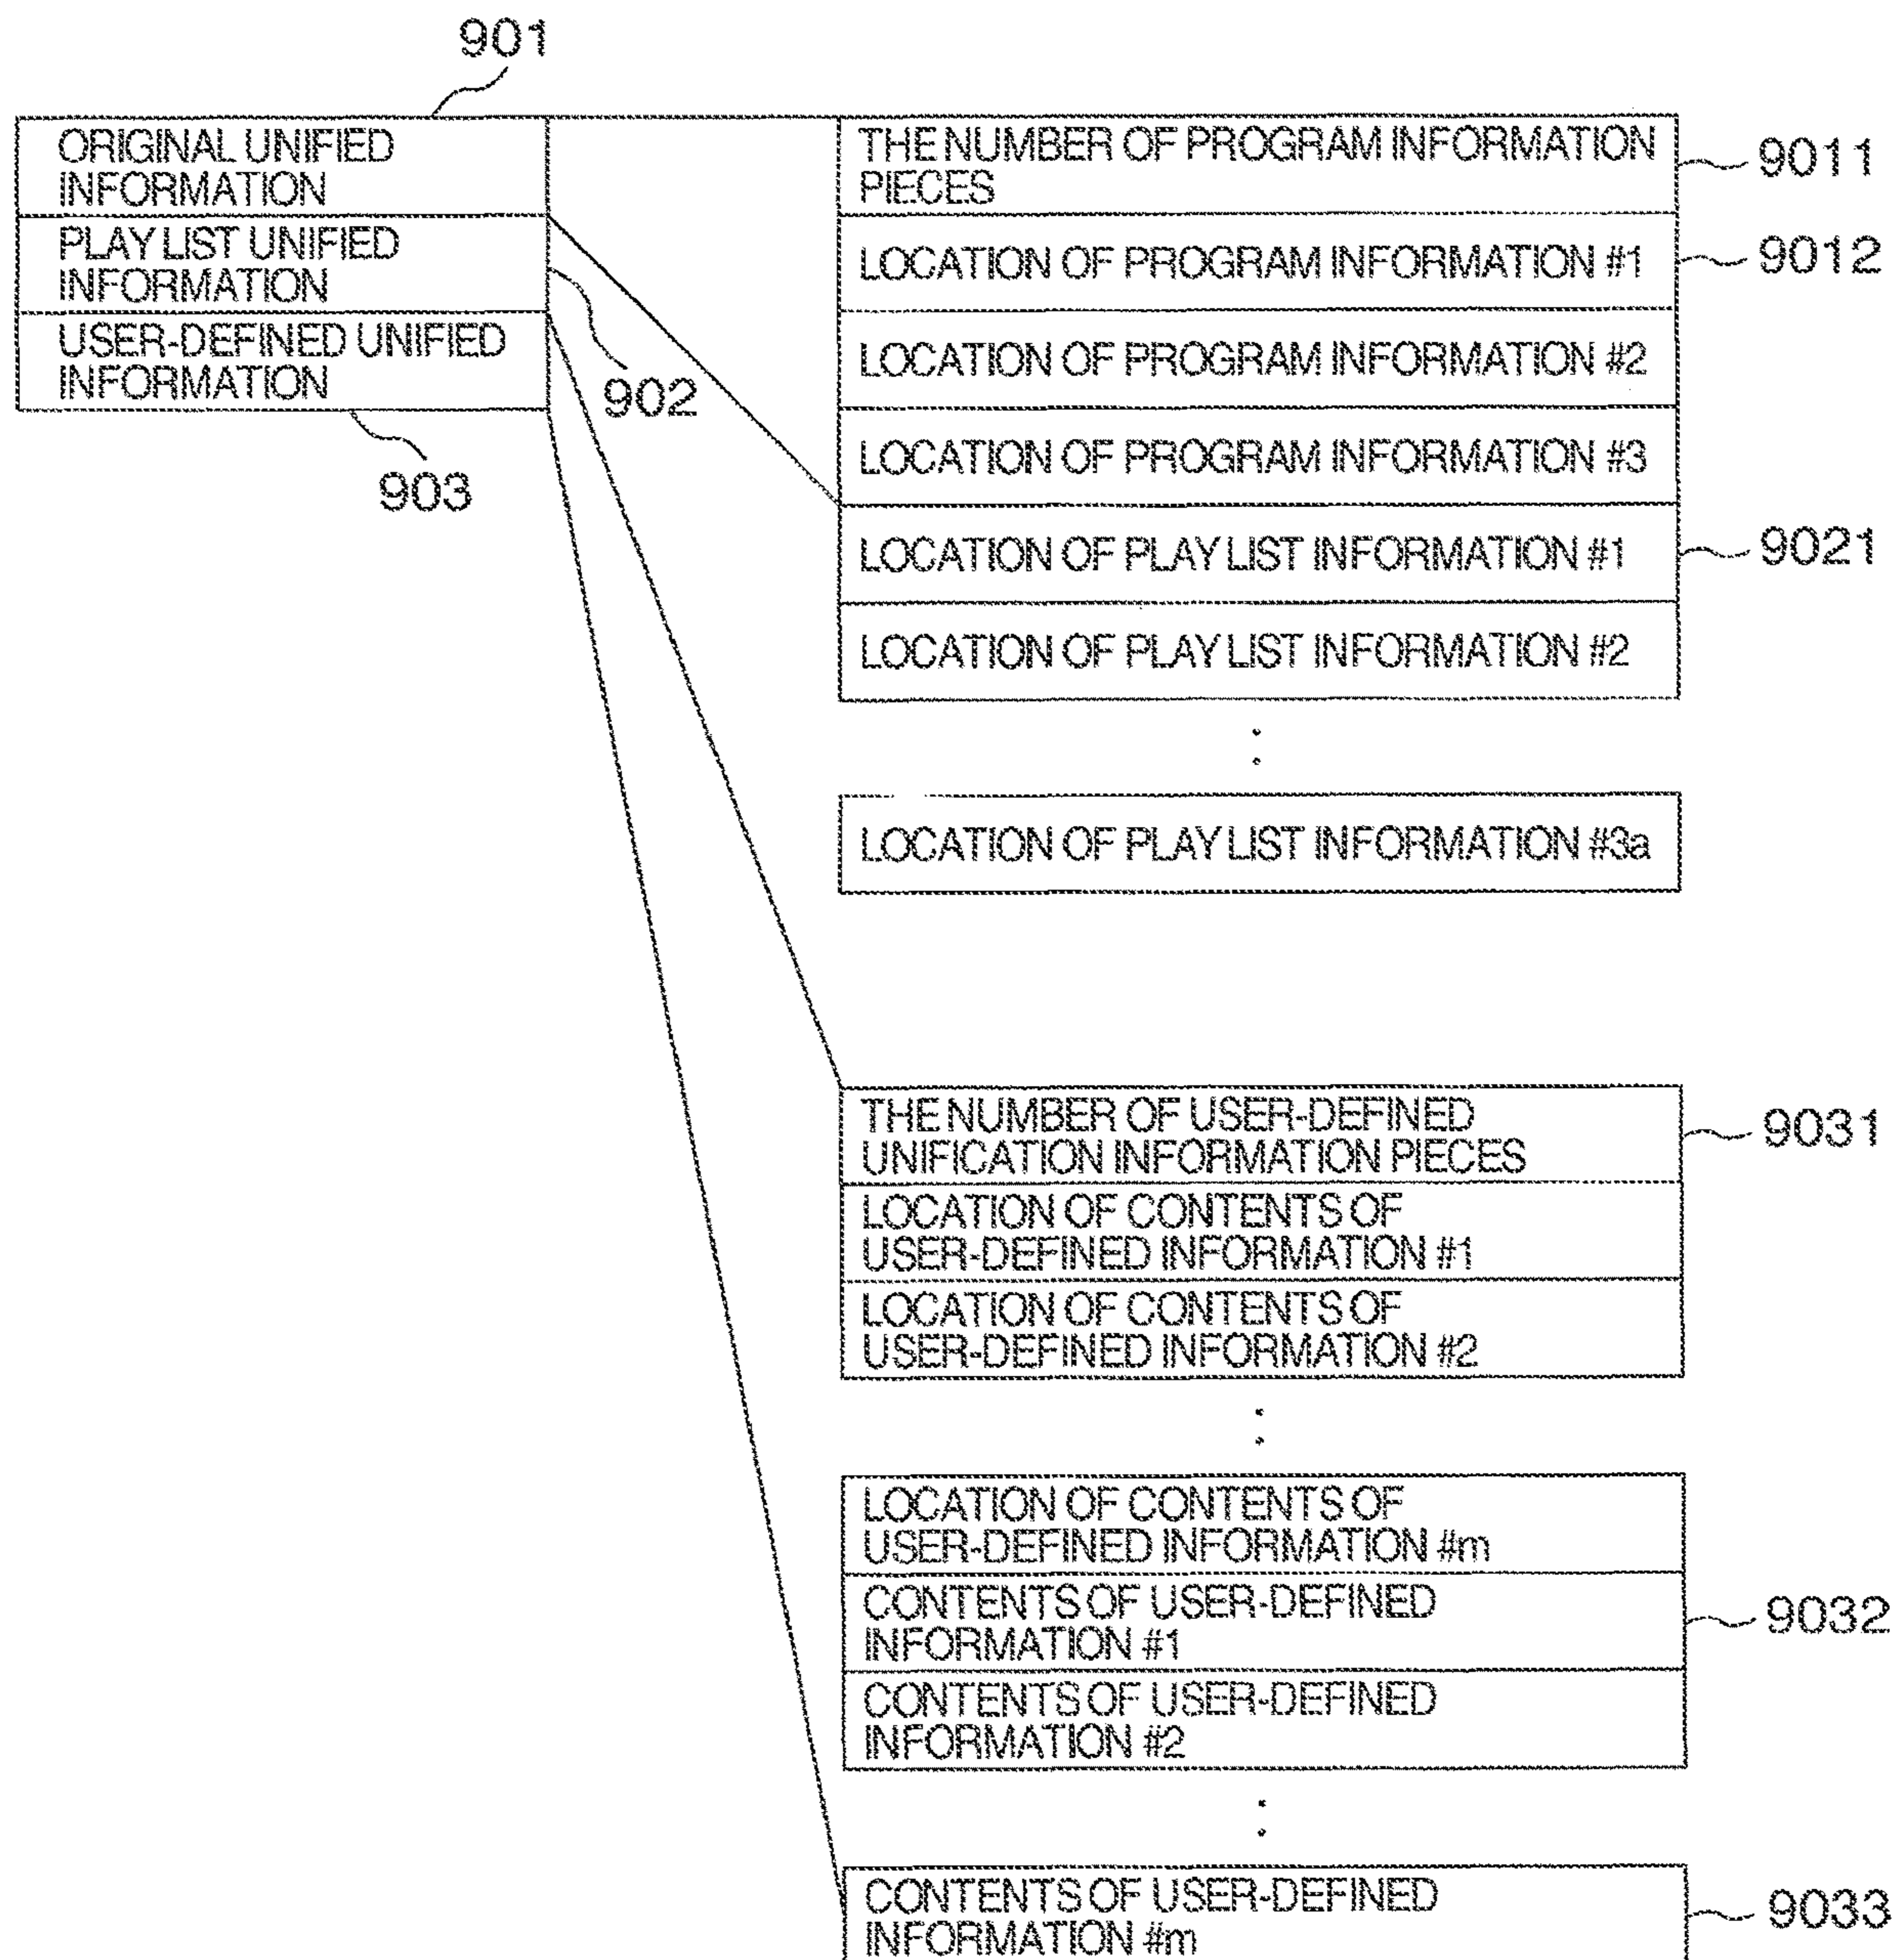 901
ORIGINAL UNIFIED
INFORMATION
PLAY LIST UNIFIED
INFORMATION
USER-DEFINED UNIFIED
INFORMATION
902
903
THE NUMBER OF PROGRAM INFORMATION
PIECES
9011
LOCATION OF PROGRAM INFORMATION #1
9012
LOCATION OF PROGRAM INFORMATION #2
LOCATION OF PROGRAM INFORMATION #3
LOCATION OF PLAY LIST INFORMATION #1
9021
LOCATION OF PLAY LIST INFORMATION #2
LOCATION OF PLAY LIST INFORMATION #3a
THE NUMBER OF USER-DEFINED
UNIFICATION INFORMATION PIECES
9031
LOCATION OF CONTENTS OF
USER-DEFINED INFORMATION #1
LOCATION OF CONTENTS OF
USER-DEFINED INFORMATION #2
LOCATION OF CONTENTS OF
USER-DEFINED INFORMATION #m
CONTENTS OF USER-DEFINED
INFORMATION #1
9032
CONTENTS OF USER-DEFINED
INFORMATION #2
CONTENTS OF USER-DEFINED
INFORMATION #m
9033